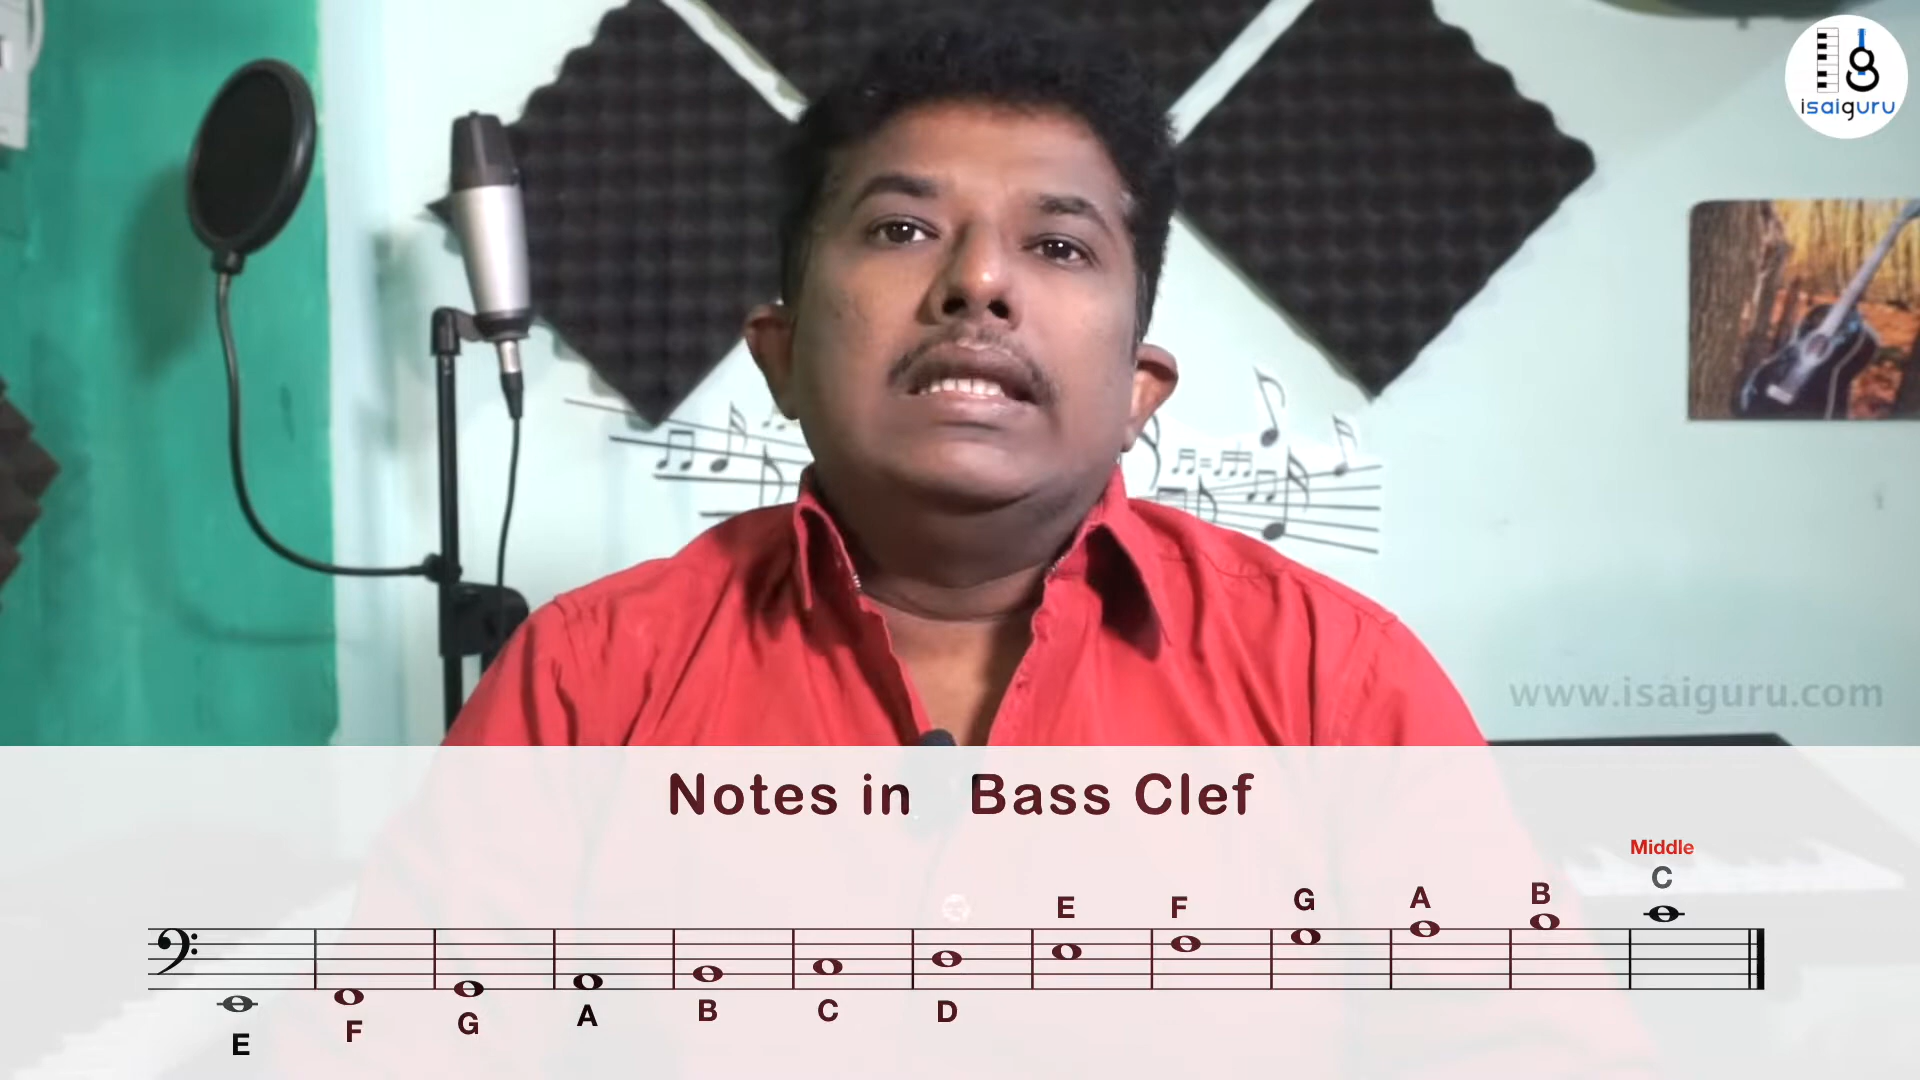 isaiguru
www.isaiguru.com
Notes in Bass Clef
Middle
C
E F G A B
E F G A B C D